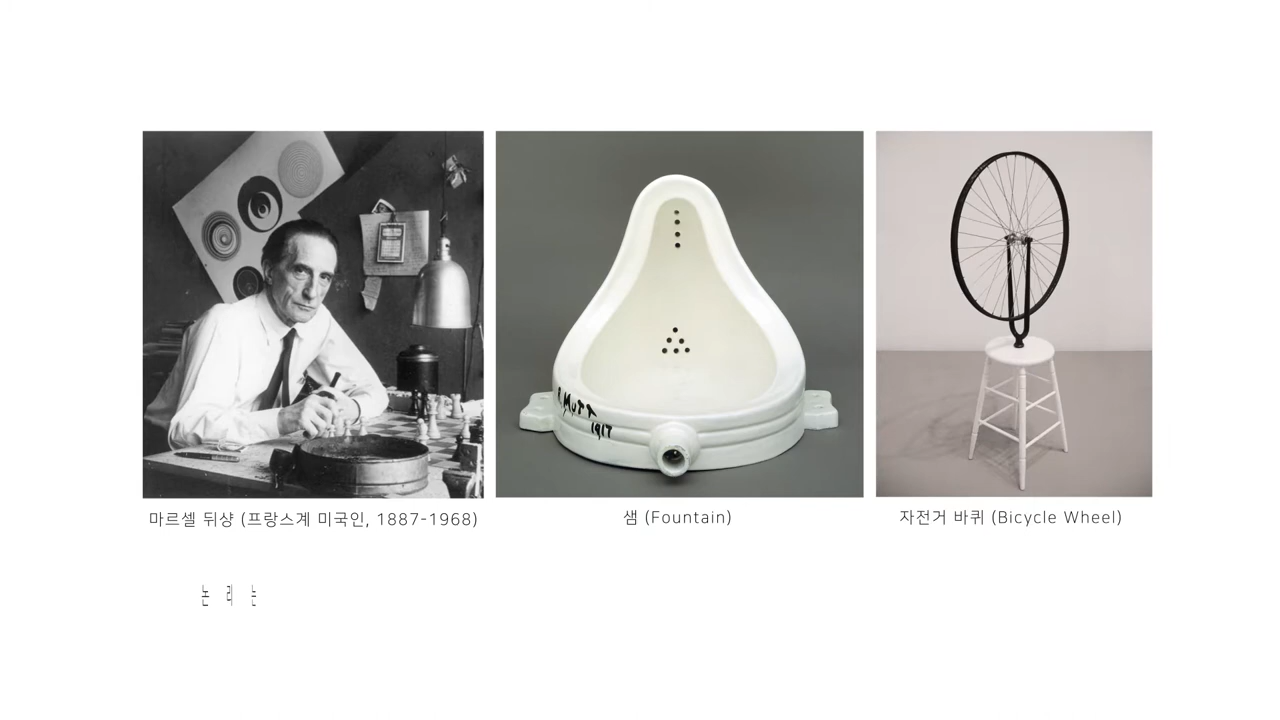 R. MUTT
1917
마르셀 뒤샹 (프랑스계 미국인, 1887-1968)
샘 (Fountain)
자전거 바퀴 (Bicycle Wheel)
논 리 는